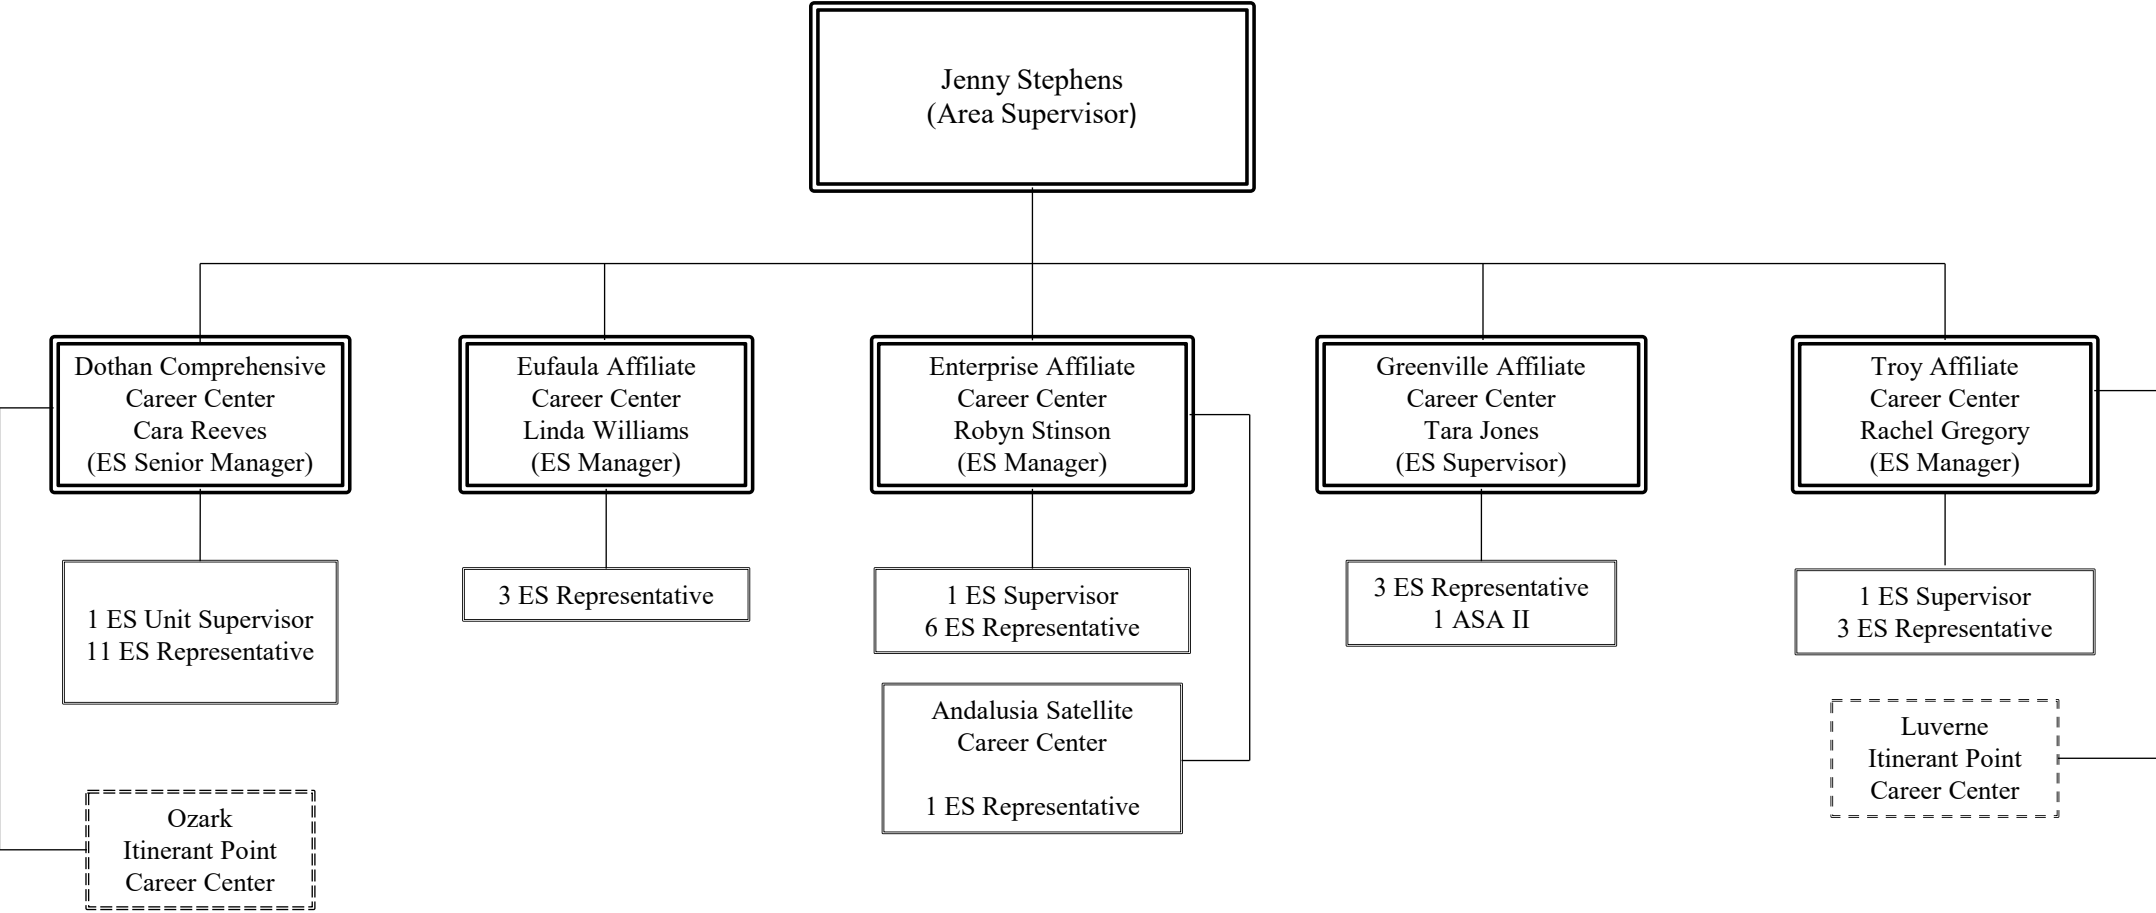 Jenny Stephens
(Area Supervisor)
Dothan Comprehensive
Career Center
Cara Reeves
(ES Senior Manager)
Eufaula Affiliate
Career Center
Linda Williams
(ES Manager)
Enterprise Affiliate
Career Center
Robyn Stinson
(ES Manager)
Greenville Affiliate
Career Center
Tara Jones
(ES Supervisor)
Troy Affiliate
Career Center
Rachel Gregory
(ES Manager)
1 ES Unit Supervisor
11 ES Representative
3 ES Representative
1 ES Supervisor
6 ES Representative
3 ES Representative
1 ASA II
1 ES Supervisor
3 ES Representative
Andalusia Satellite
Career Center
1 ES Representative
Luverne
Itinerant Point
Career Center
Ozark
Itinerant Point
Career Center